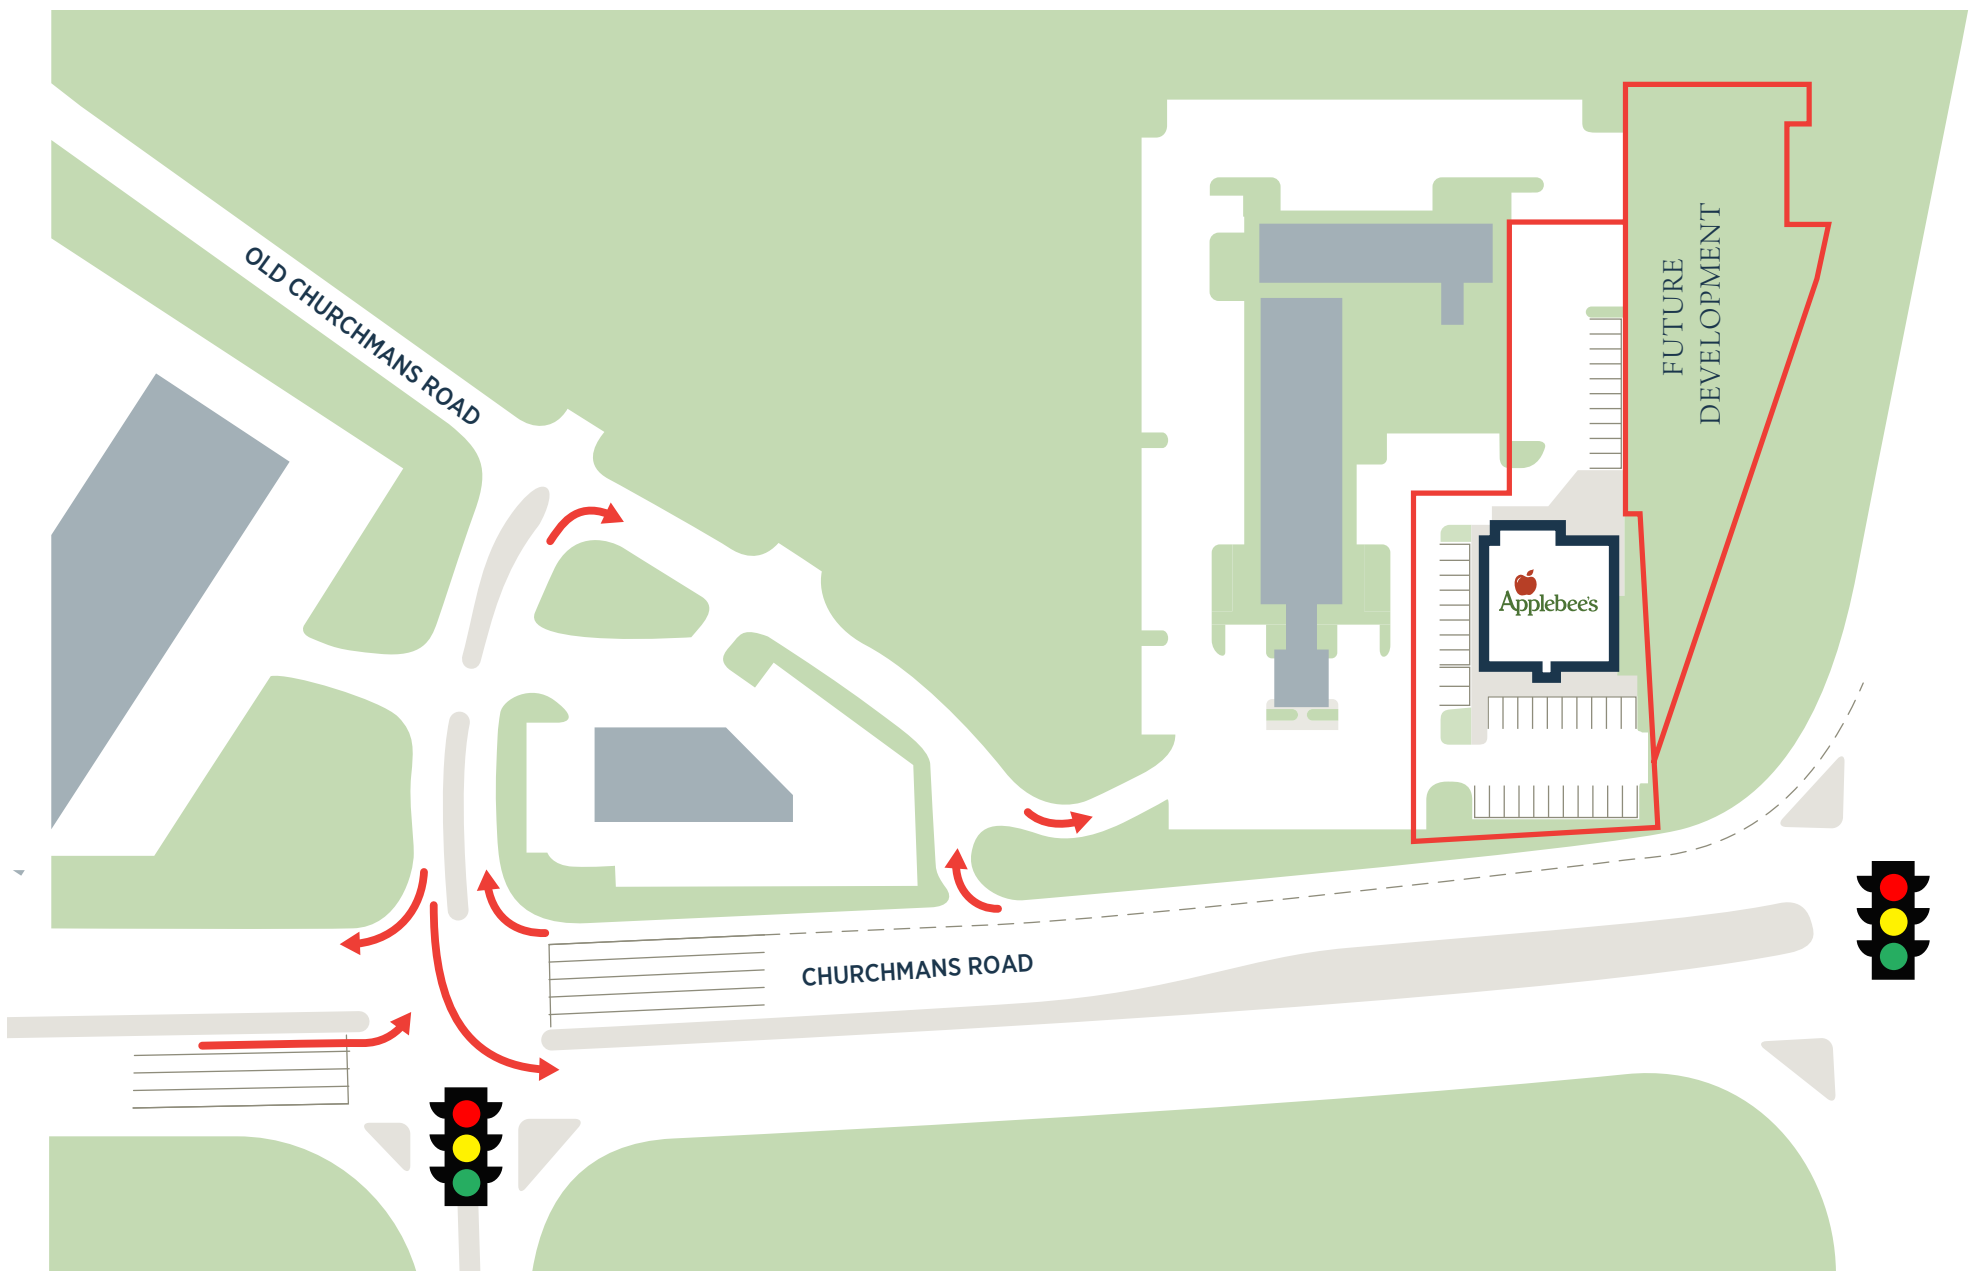 OLD CHURCHMANS ROAD
FUTURE
DEVELOPMENT
Applebee's
CHURCHMANS ROAD